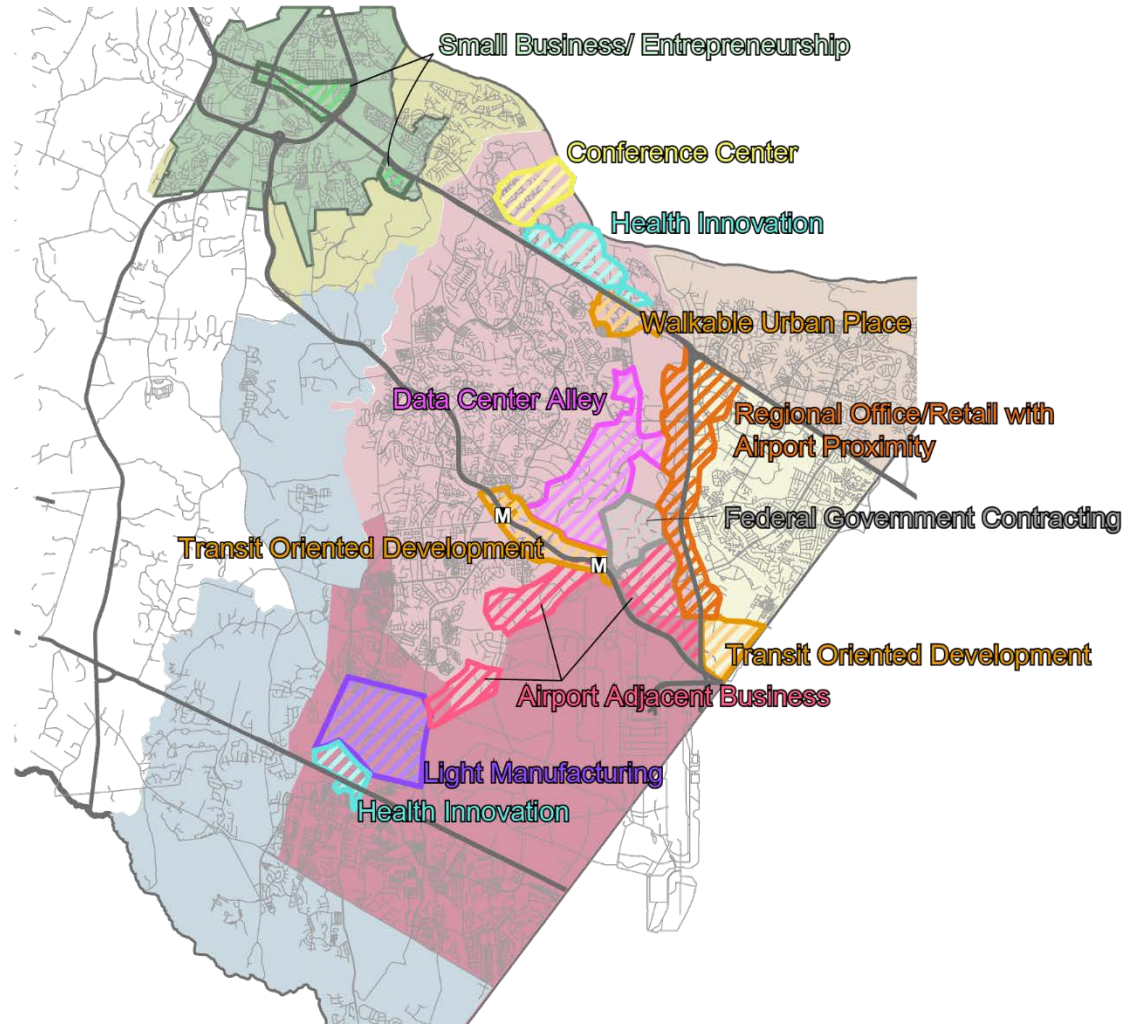 Small Business/ Entrepreneurship
Conference Center
Health Innovation
Walkable Urban Place
Data Center Alley
Regional Office/Retail with
Airport Proximity
M
Federal Government Contracting
Transit Oriented Development
M
Transit Oriented Development
Airport Adjacent Business
Light Manufacturing
Health Innovation